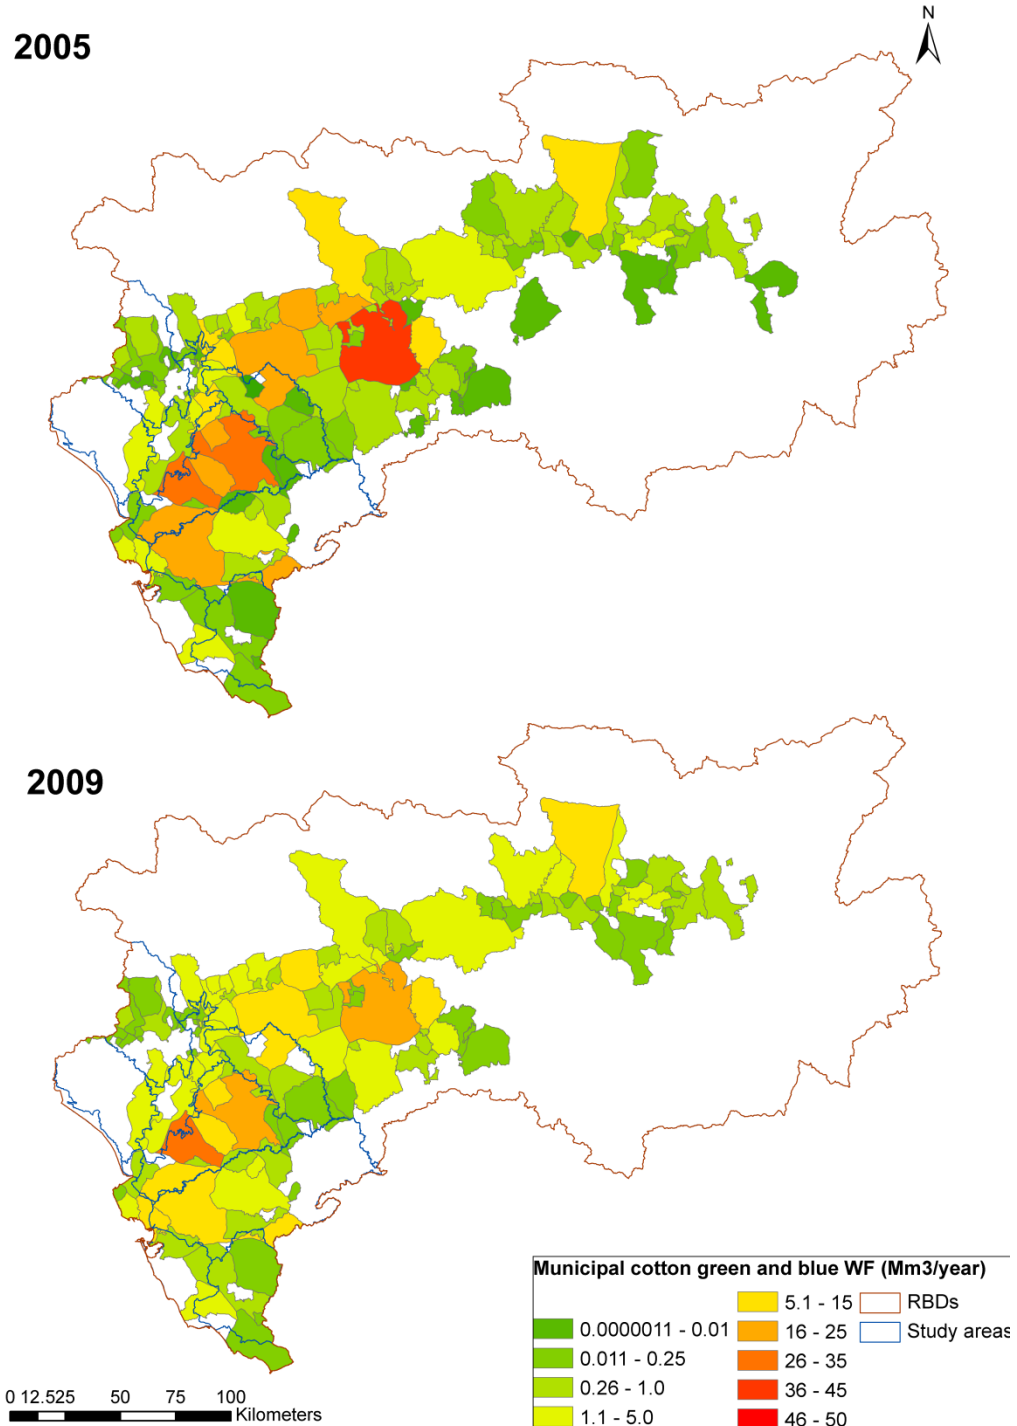 N
2005
2009
Municipal cotton green and blue WF (Mm3/year)
0.0000011 - 0.01
0.011 - 0.25
0.26 - 1.0
1.1 - 5.0
5.1 - 15
16 - 25
26 - 35
36 - 45
46 - 50
RBDs
Study areas
0 12.525 50 75 100
Kilometers